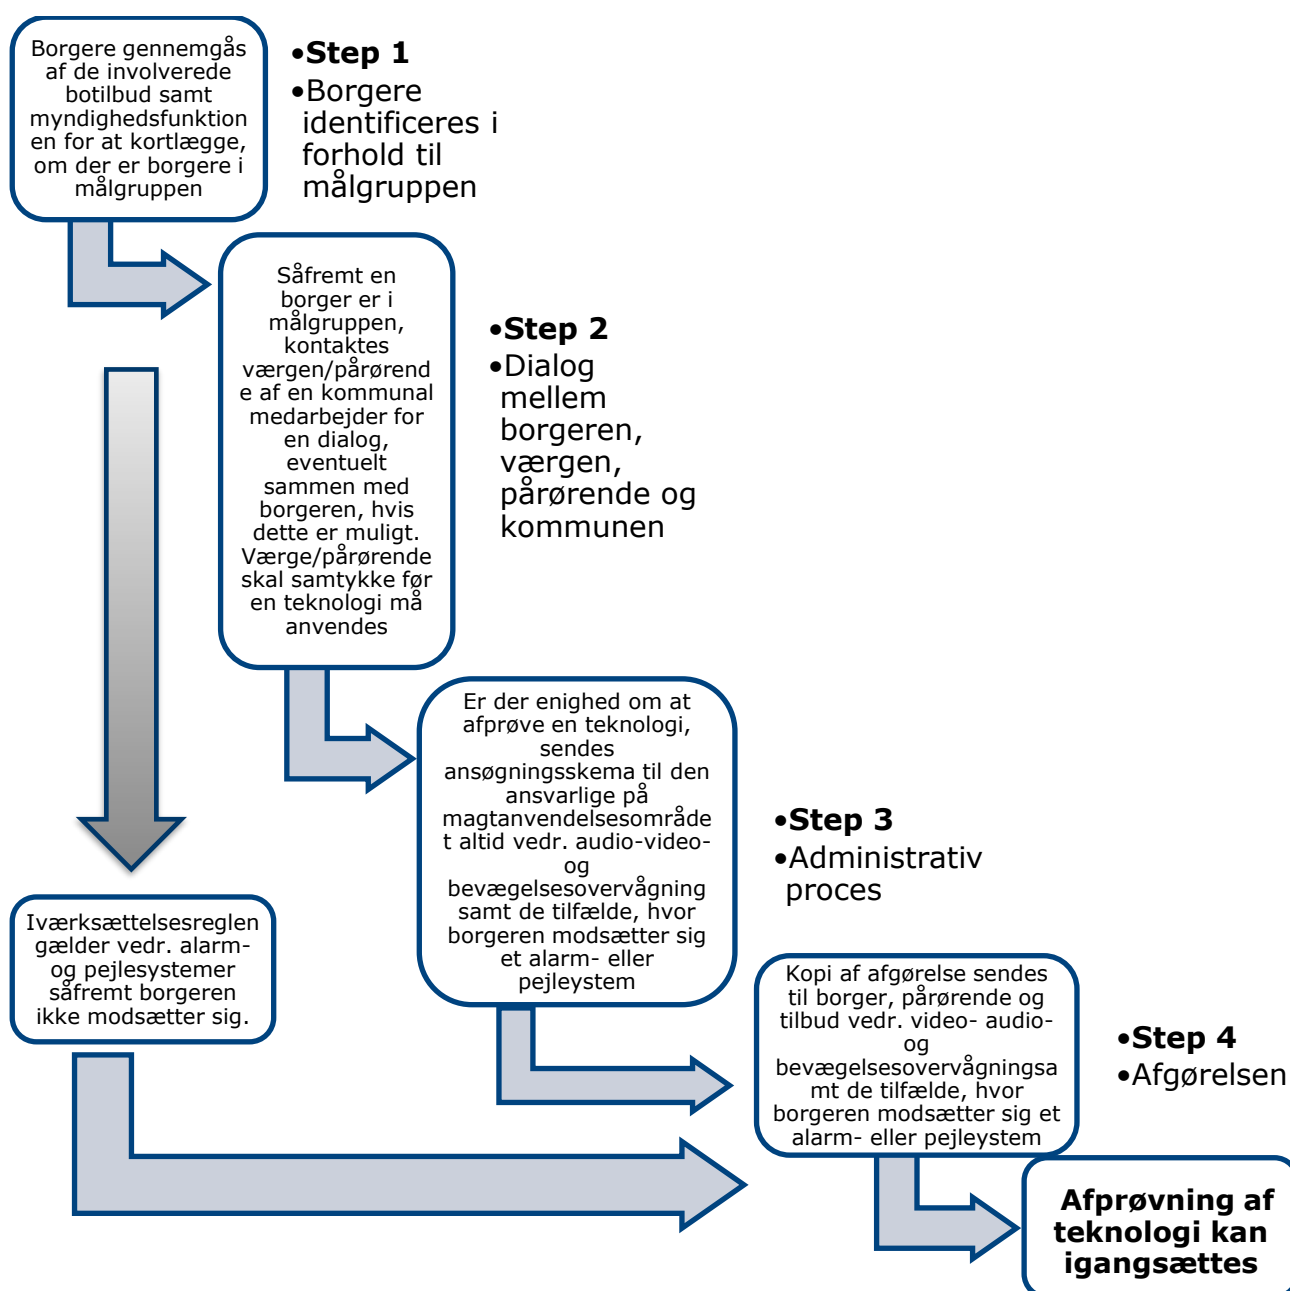 Borgere gennemgås
af de involverede
botilbud samt
myndighedsfunktion
en for at kortlægge,
om der er borgere i
målgruppen
•Step 1
•Borgere
identificeres i
forhold til
målgruppen
Såfremt en
borger er i
målgruppen,
kontaktes
værgen/pårørend
e af en kommunal
medarbejder for
en dialog,
eventuelt
sammen med
borgeren, hvis
dette er muligt.
Værge/pårørende
skal samtykke før
en teknologi må
anvendes
•Step 2
•Dialog
mellem
borgeren,
værgen,
pårørende og
kommunen
Er der enighed om at
afprøve en teknologi,
sendes
ansøgningsskema til den
ansvarlige på
magtanvendelsesområde
t altid vedr. audio-video-
og
bevægelsesovervågning
samt de tilfælde, hvor
borgeren modsætter sig
et alarm- eller
pejleystem
•Step 3
•Administrativ
proces
Iværksættelsesreglen
gælder vedr. alarm-
og pejlesystemer
såfremt borgeren
ikke modsætter sig.
Kopi af afgørelse sendes
til borger, pårørende og
tilbud vedr. video- audio-
og
bevægelsesovervågningsa
mt de tilfælde, hvor
borgeren modsætter sig et
alarm- eller pejleystem
•Step 4
•Afgørelsen
Afprøvning af
teknologi kan
igangsættes